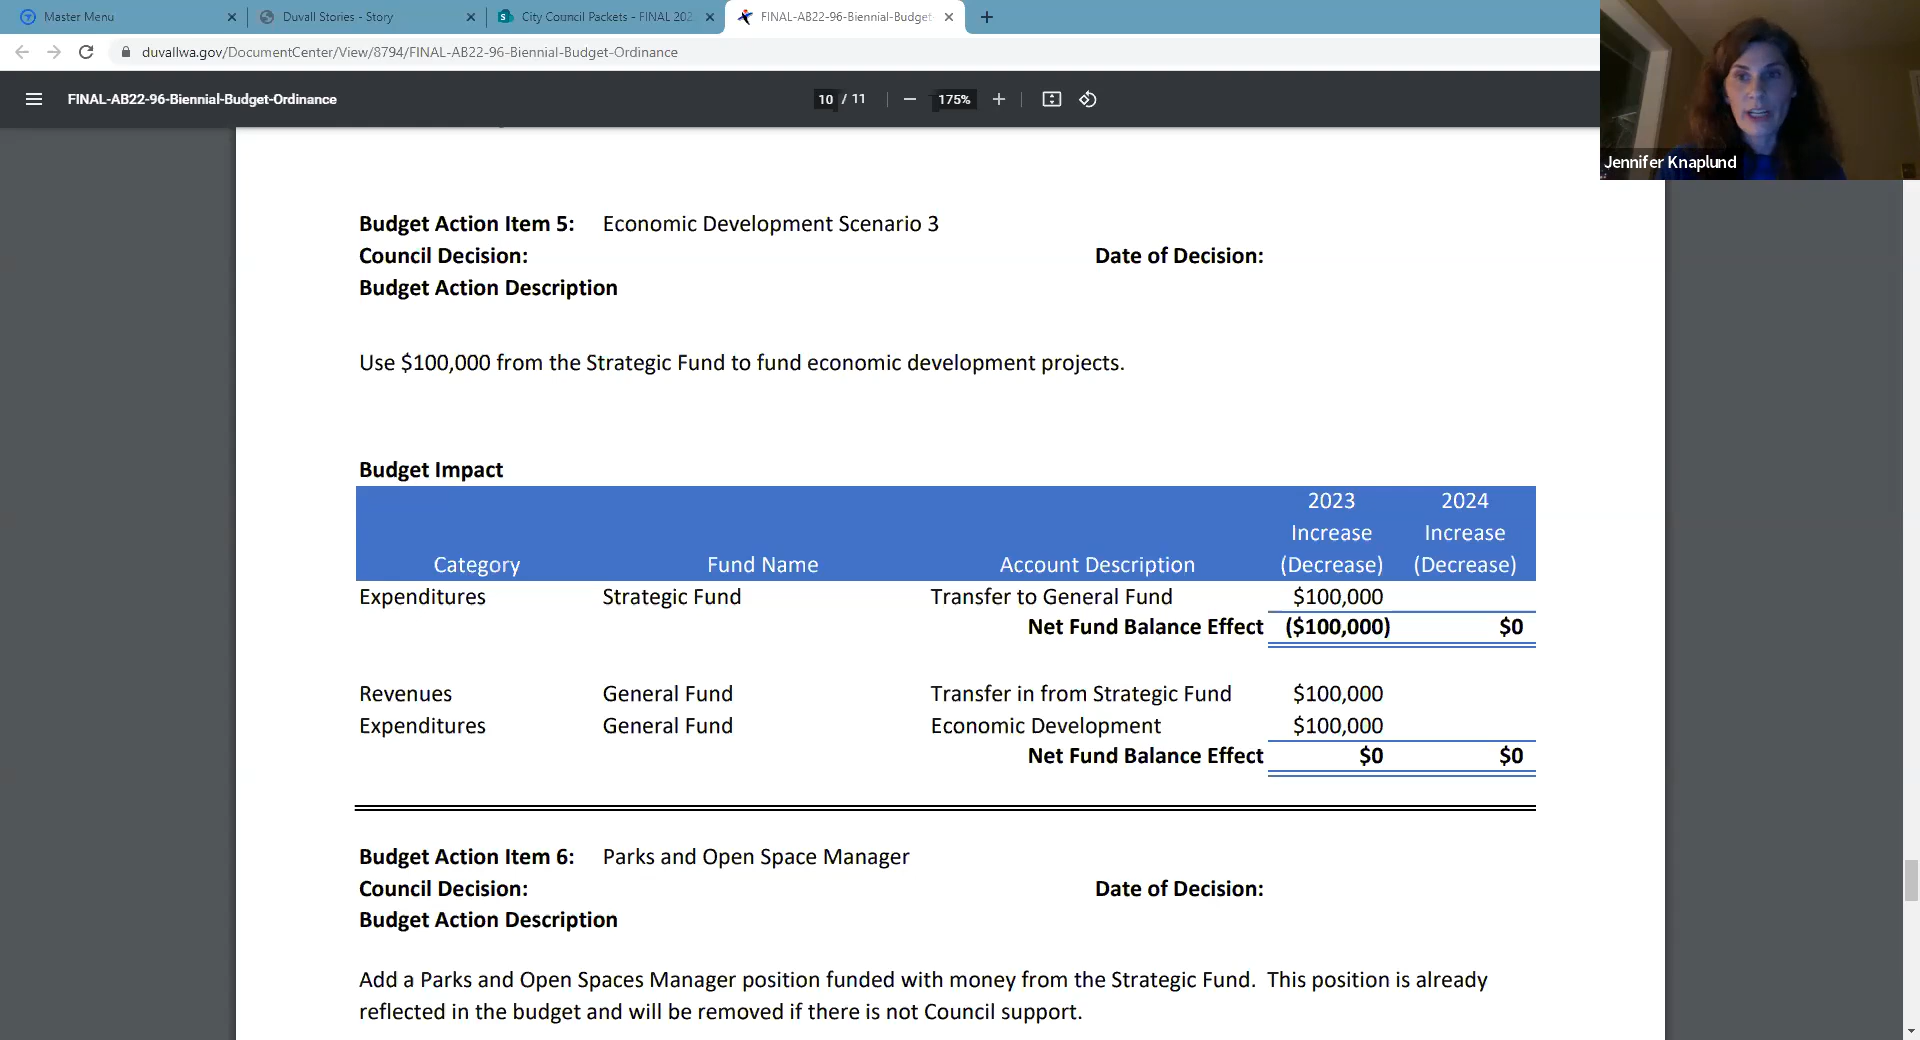 Master Menu
Duvall Stories - Story
City Council Packets - FINAL 202
FINAL-AB22-96-Biennial-Budget-
duvallwa.gov/DocumentCenter/View/8794/FINAL-AB22-96-Biennial-Budget-Ordinance
FINAL-AB22-96-Biennial-Budget-Ordinance
10 / 11
175%
Jennifer Knaplund
Budget Action Item 5: Economic Development Scenario 3
Council Decision: Date of Decision:
Budget Action Description
Use $100,000 from the Strategic Fund to fund economic development projects.
Budget Impact
2023 2024
Increase Increase
Category Fund Name Account Description (Decrease) (Decrease)
Expenditures Strategic Fund Transfer to General Fund $100,000
Net Fund Balance Effect ($100,000) $0
Revenues General Fund Transfer in from Strategic Fund $100,000
Expenditures General Fund Economic Development $100,000
Net Fund Balance Effect $0 $0
Budget Action Item 6: Parks and Open Space Manager
Council Decision: Date of Decision:
Budget Action Description
Add a Parks and Open Spaces Manager position funded with money from the Strategic Fund. This position is already
reflected in the budget and will be removed if there is not Council support.